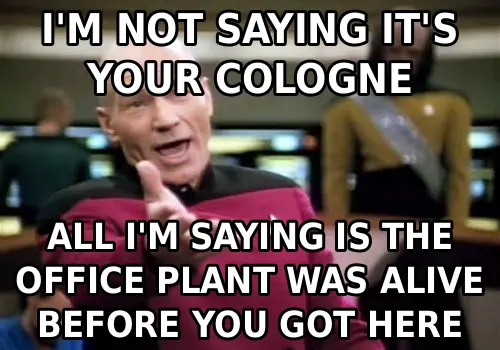 I'M NOT SAYING IT'S
YOUR COLOGNE
ALL I'M SAYING IS THE
OFFICE PLANT WAS ALIVE
BEFORE YOU GOT HERE